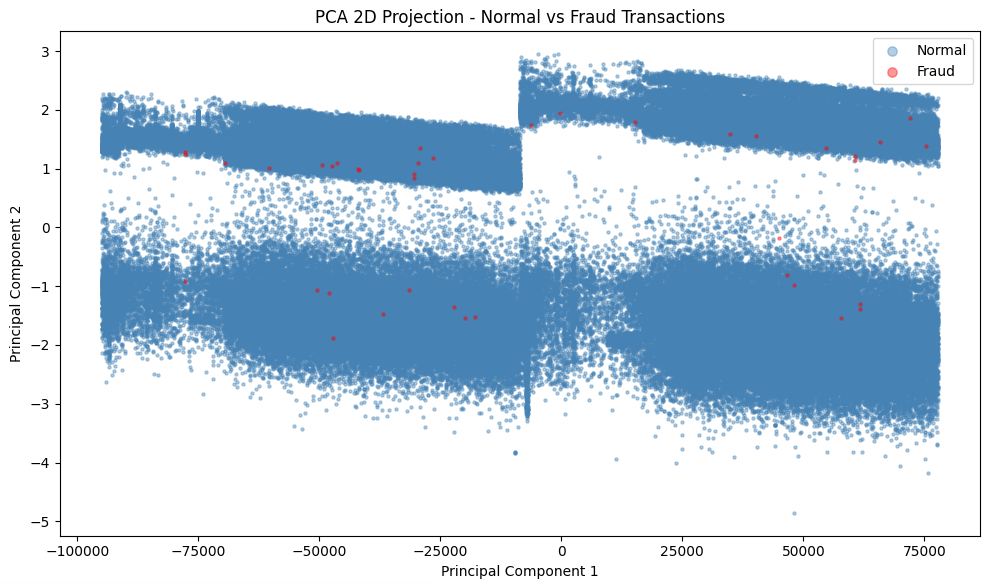 PCA 2D Projection - Normal vs Fraud Transactions
Normal
Fraud
Principal Component 2
3
2
1
0
−1
−2
−3
−4
−5
−100000 −75000 −50000 −25000 0 25000 50000 75000
Principal Component 1